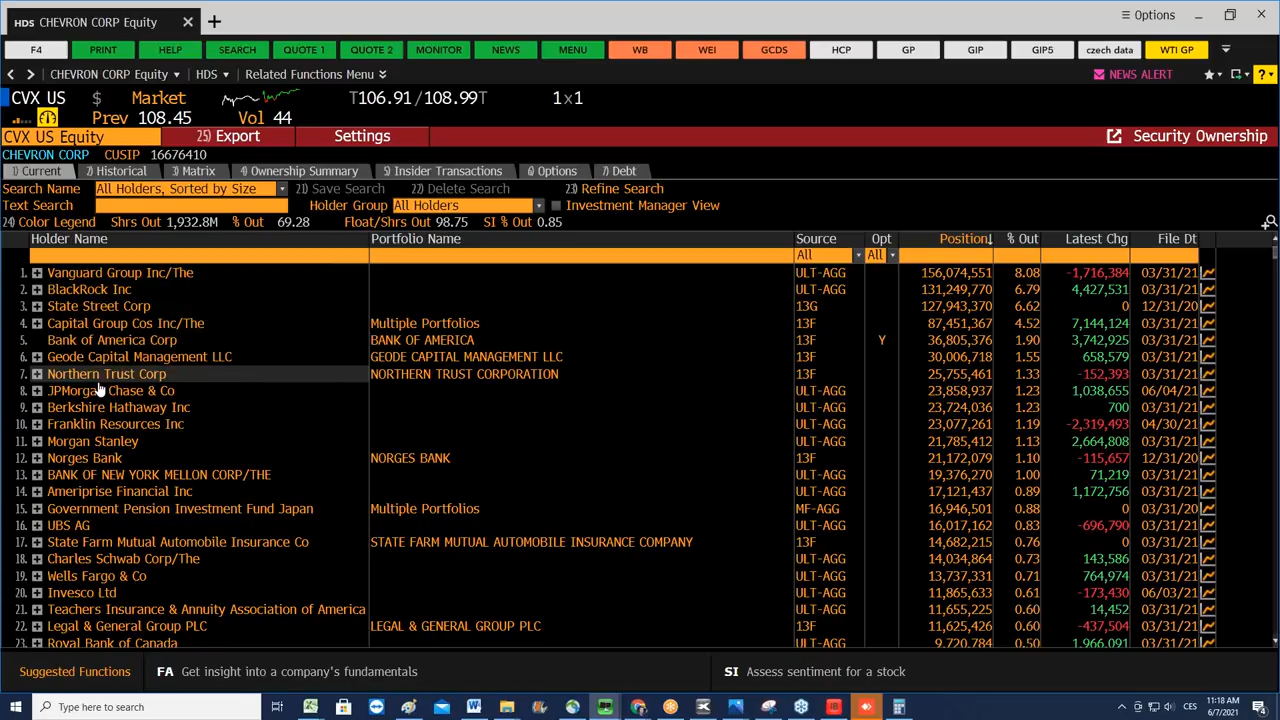 HDS CHEVRON CORP Equity × + Options
F4 PRINT HELP SEARCH QUOTE 1 QUOTE 2 MONITOR NEWS MENU WB WEI GCDS HCP GP GIP GIP5 czech data WTI GP
CHEVRON CORP Equity HDS Related Functions Menu NEWS ALERT ?
CVX US $ Market T106.91/108.99T 1x1
Prev 108.45 Vol 44
CVX US Equity 25) Export Settings Security Ownership
CHEVRON CORP CUSIP 16676410
1) Current 2) Historical 3) Matrix 4) Ownership Summary 5) Insider Transactions 6) Options 7) Debt
Search Name All Holders, Sorted by Size 21) Save Search 22) Delete Search 23) Refine Search
Text Search Holder Group All Holders Investment Manager View
24) Color Legend Shrs Out 1,932.8M % Out 69.28 Float/Shrs Out 98.75 SI % Out 0.85
Holder Name Portfolio Name Source Opt Position % Out Latest Chg File Dt
All All
1. Vanguard Group Inc/The ULT-AGG 156,074,551 8.08 -1,716,384 03/31/21
2. BlackRock Inc ULT-AGG 131,249,770 6.79 4,427,531 03/31/21
3. State Street Corp 13G 127,943,370 6.62 0 12/31/20
4. Capital Group Cos Inc/The Multiple Portfolios 13F 87,451,367 4.52 7,144,124 03/31/21
5. Bank of America Corp BANK OF AMERICA 13F Y 36,805,376 1.90 3,742,925 03/31/21
6. Geode Capital Management LLC GEODE CAPITAL MANAGEMENT LLC 13F 30,006,718 1.55 658,579 03/31/21
7. Northern Trust Corp NORTHERN TRUST CORPORATION 13F 25,755,461 1.33 -152,393 03/31/21
8. JPMorgan Chase & Co ULT-AGG 23,858,937 1.23 1,038,655 06/04/21
9. Berkshire Hathaway Inc ULT-AGG 23,724,036 1.23 700 03/31/21
10. Franklin Resources Inc ULT-AGG 23,077,261 1.19 -2,319,493 04/30/21
11. Morgan Stanley ULT-AGG 21,785,412 1.13 2,664,808 03/31/21
12. Norges Bank NORGES BANK 13F 21,172,079 1.10 -115,657 12/31/20
13. BANK OF NEW YORK MELLON CORP/THE ULT-AGG 19,376,270 1.00 71,219 03/31/21
14. Ameriprise Financial Inc ULT-AGG 17,121,437 0.89 1,172,756 03/31/21
15. Government Pension Investment Fund Japan Multiple Portfolios MF-AGG 16,946,501 0.88 0 03/31/21
16. UBS AG ULT-AGG 16,017,162 0.83 -696,790 03/31/21
17. State Farm Mutual Automobile Insurance Co STATE FARM MUTUAL AUTOMOBILE INSURANCE COMPANY 13F 14,682,215 0.76 0 03/31/21
18. Charles Schwab Corp/The ULT-AGG 14,034,864 0.73 143,586 03/31/21
19. Wells Fargo & Co ULT-AGG 13,737,331 0.71 764,974 03/31/21
20. Invesco Ltd ULT-AGG 11,865,633 0.61 -173,430 06/03/21
21. Teachers Insurance & Annuity Association of America ULT-AGG 11,655,225 0.60 14,452 03/31/21
22. Legal & General Group PLC LEGAL & GENERAL GROUP PLC 13F 11,625,426 0.60 -437,504 03/31/21
23. Royal Bank of Canada ULT-AGG 9,720,784 0.50 1,966,091 03/31/21
Suggested Functions FA Get insight into a company's fundamentals SI Assess sentiment for a stock
Type here to search CES 11:18 AM
6/7/2021